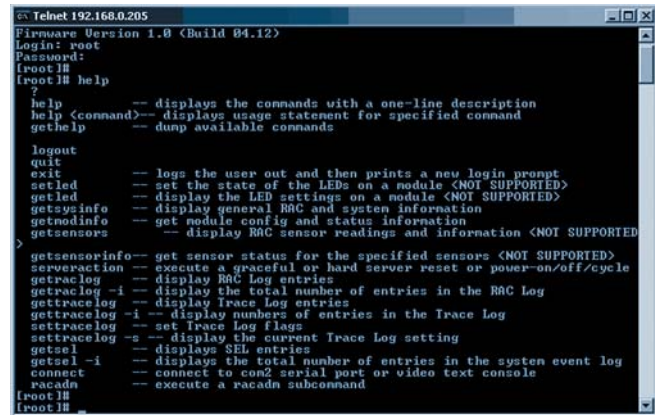 Telnet 192.168.0.205
Firmware Version 1.0 (Build 04.12)
Login: root
Password:
[root]#
[root]# help
?
help -- displays the commands with a one-line description
help <command>-- displays usage statement for specified command
gethelp -- dump available commands
logout
quit
exit -- logs the user out and then prints a new login prompt
setled -- set the state of the LEDs on a module <NOT SUPPORTED>
getled -- display the LED settings on a module <NOT SUPPORTED>
getsysinfo -- display general RAC and system information
getmodinfo -- get module config and status information
getsensors -- display RAC sensor readings and information <NOT SUPPORTED
>
getsensorinfo-- get sensor status for the specified sensors <NOT SUPPORTED>
serveraction -- execute a graceful or hard server reset or power-on/off/cycle
getraclog -- display RAC Log entries
getraclog -i -- display the total number of entries in the RAC Log
gettracelog -- display Trace Log entries
gettracelog -i -- display numbers of entries in the Trace Log
settracelog -- set Trace Log flags
settracelog -s -- display the current Trace Log setting
getsel -- displays SEL entries
getsel -i -- displays the total number of entries in the system event log
connect -- connect to com2 serial port or video text console
racadm -- execute a racadm subcommand
[root]#
[root]# _